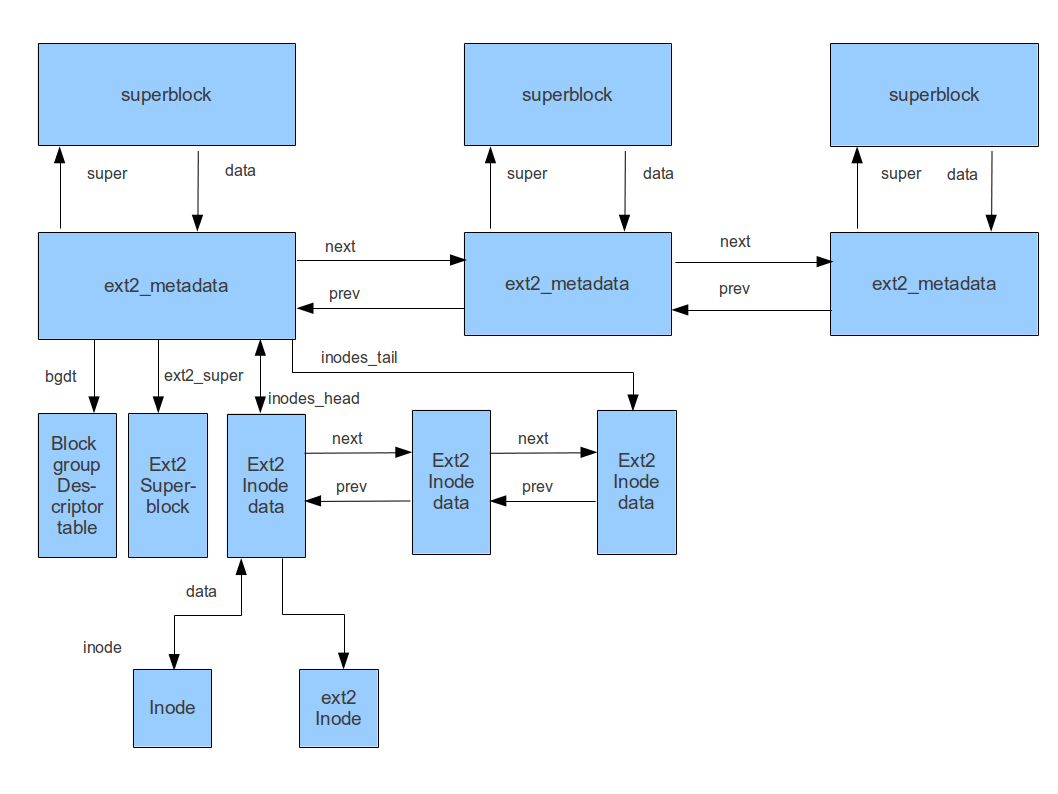 superblock
superblock
superblock
super
data
super
data
super
data
next
next
ext2_metadata
ext2_metadata
ext2_metadata
prev
prev
inodes_tail
bgdt
ext2_super
inodes_head
Block
group
Des-
criptor
table
Ext2
Super-
block
Ext2
Inode
data
next
prev
Ext2
Inode
data
next
prev
Ext2
Inode
data
data
inode
Inode
ext2
Inode